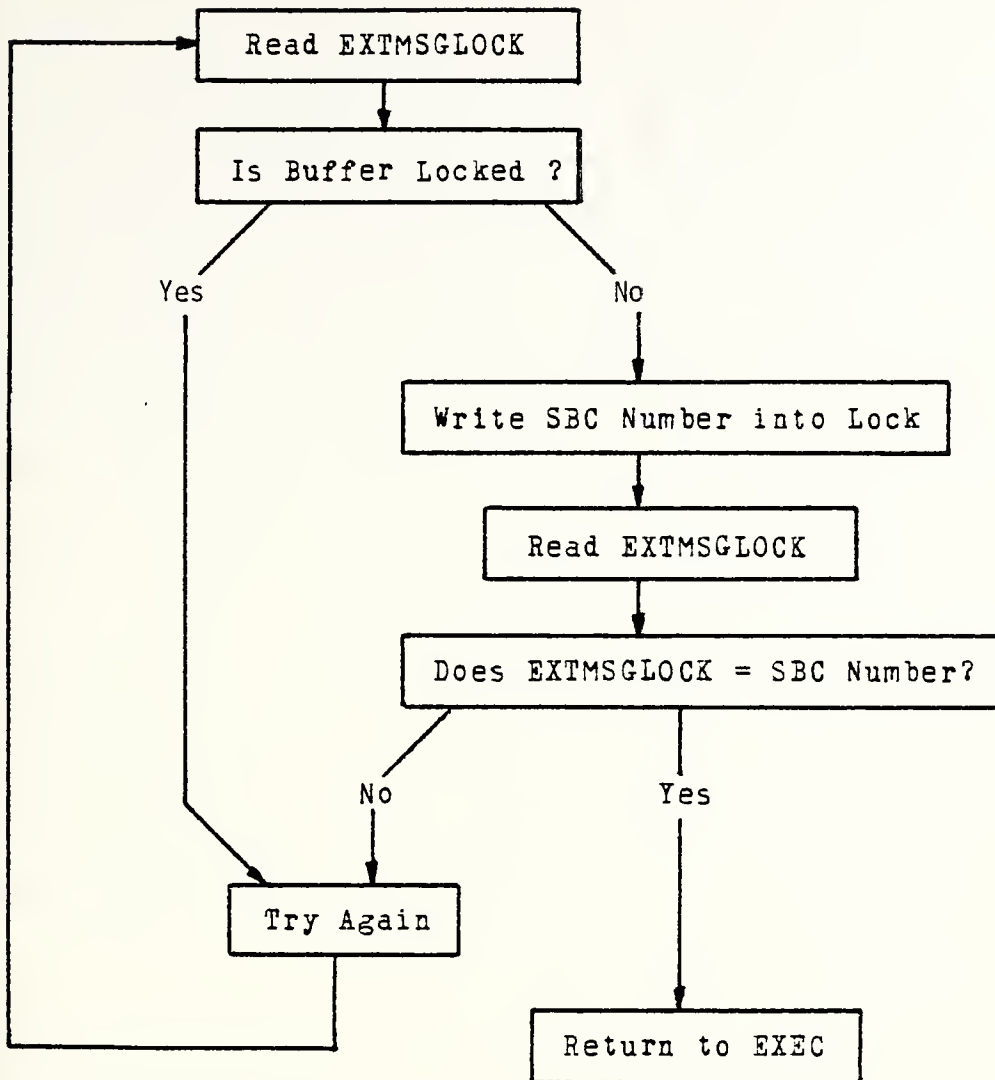 Read EXTMSGLOCK
Is Buffer Locked ?
Yes
No
Write SBC Number into Lock
Read EXTMSGLOCK
Does EXTMSGLOCK = SBC Number?
No
Yes
Try Again
Return to EXEC